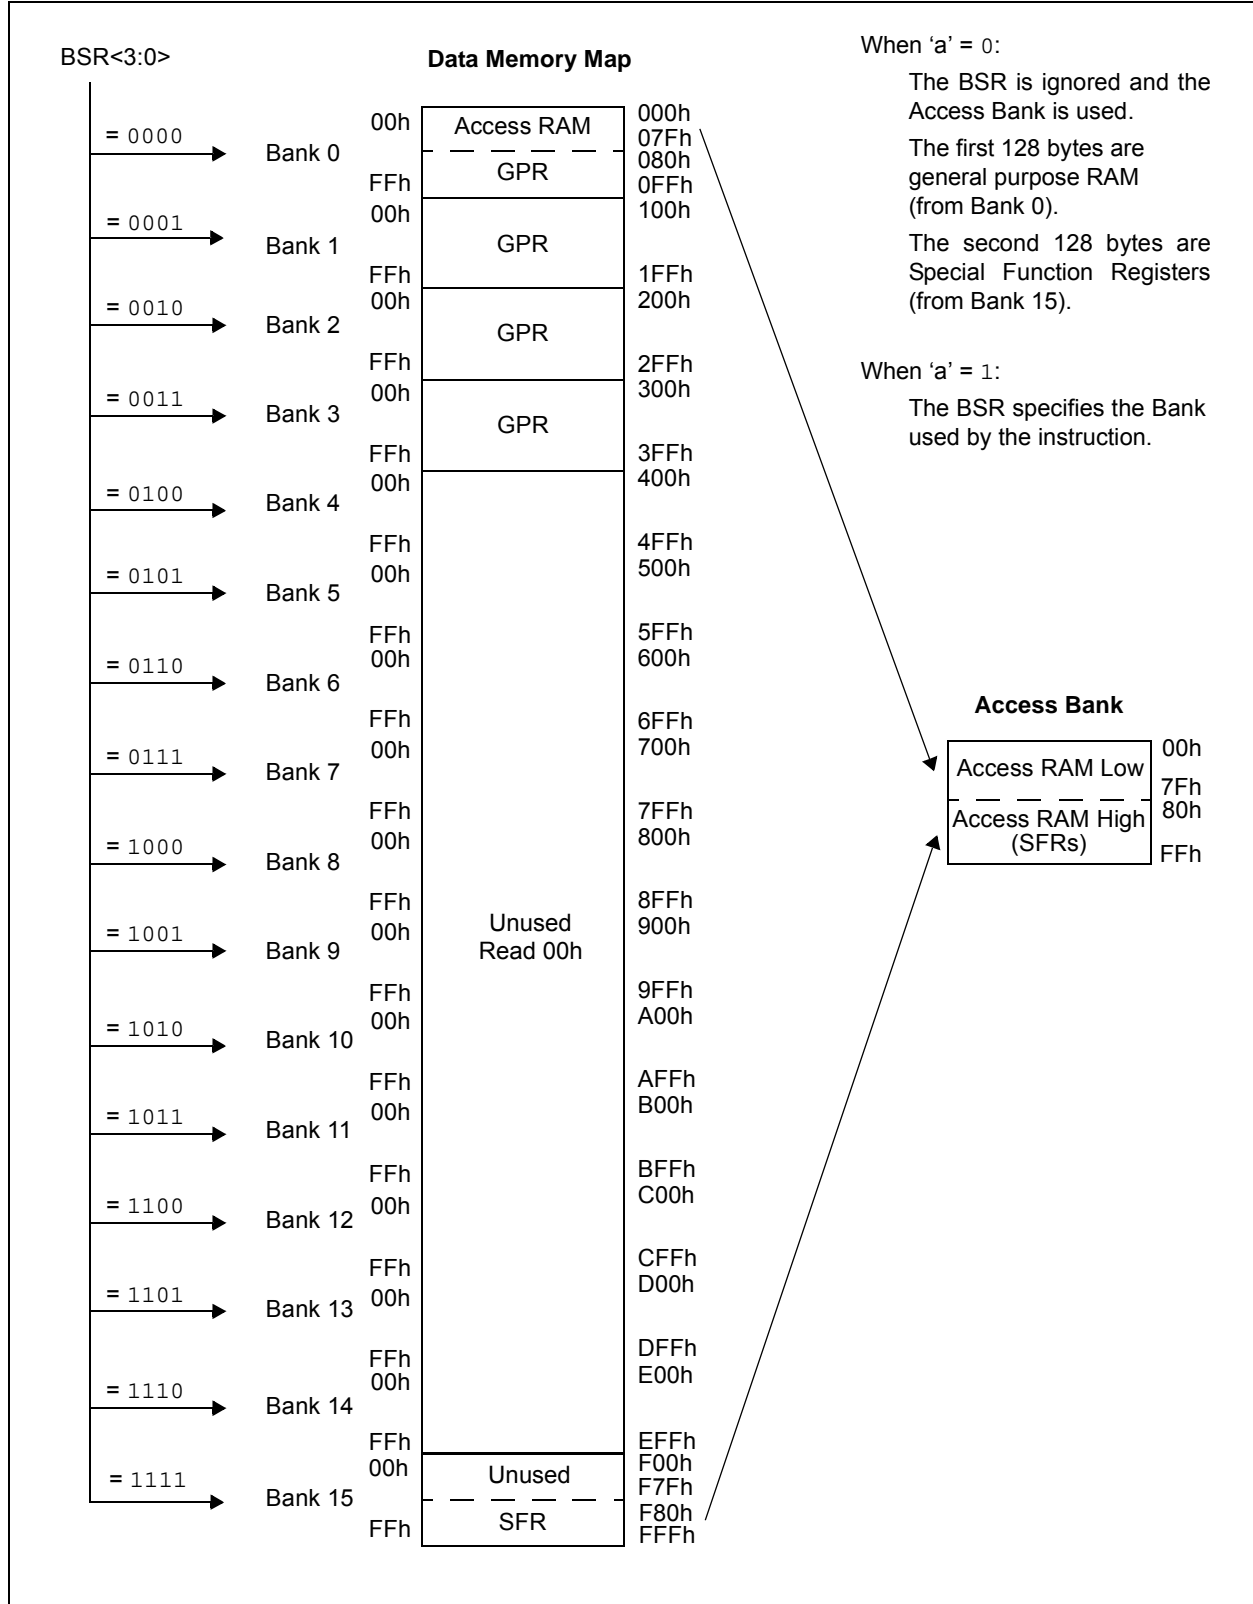 BSR<3:0>
Data Memory Map
When ‘a’ = 0:
The BSR is ignored and the
Access Bank is used.
The first 128 bytes are
general purpose RAM
(from Bank 0).
The second 128 bytes are
Special Function Registers
(from Bank 15).
When ‘a’ = 1:
The BSR specifies the Bank
used by the instruction.
= 0000
Bank 0
00h
Access RAM
000h
07Fh
080h
GPR
FFh
0FFh
= 0001
Bank 1
00h
100h
GPR
FFh
1FFh
= 0010
Bank 2
00h
200h
GPR
FFh
2FFh
= 0011
Bank 3
00h
300h
GPR
FFh
3FFh
= 0100
Bank 4
00h
400h
FFh
4FFh
= 0101
Bank 5
00h
500h
FFh
5FFh
= 0110
Bank 6
00h
600h
FFh
6FFh
= 0111
Bank 7
00h
700h
FFh
7FFh
= 1000
Bank 8
00h
800h
FFh
8FFh
= 1001
Bank 9
00h
900h
Unused
Read 00h
FFh
9FFh
= 1010
Bank 10
00h
A00h
FFh
AFFh
= 1011
Bank 11
00h
B00h
FFh
BFFh
= 1100
Bank 12
00h
C00h
FFh
CFFh
= 1101
Bank 13
00h
D00h
FFh
DFFh
= 1110
Bank 14
00h
E00h
FFh
EFFh
= 1111
Bank 15
00h
Unused
F00h
F7Fh
F80h
SFR
FFh
FFFh
Access Bank
Access RAM Low
00h
7Fh
Access RAM High
(SFRs)
80h
FFh